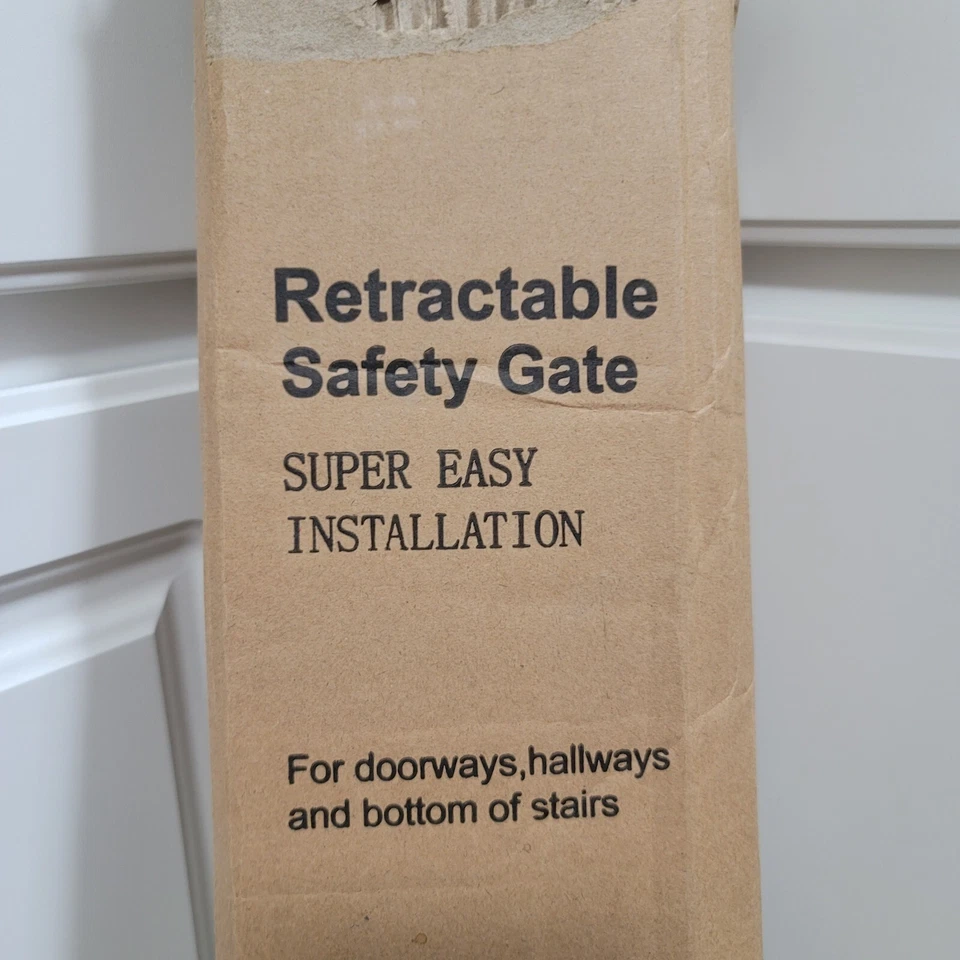 Retractable
Safety Gate
SUPER EASY
INSTALLATION
For doorways,hallways
and bottom of stairs